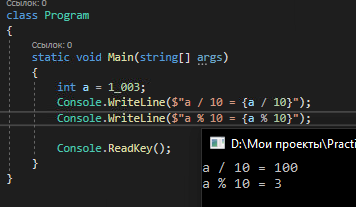 Ссылок: 0
class Program
{
Ссылок: 0
static void Main(string[] args)
{
int a = 1_003;
Console.WriteLine($"a / 10 = {a / 10}");
Console.WriteLine($"a % 10 = {a % 10}");
Console.ReadKey();
}
}
D:\Мои проекты\Practi
a / 10 = 100
a % 10 = 3